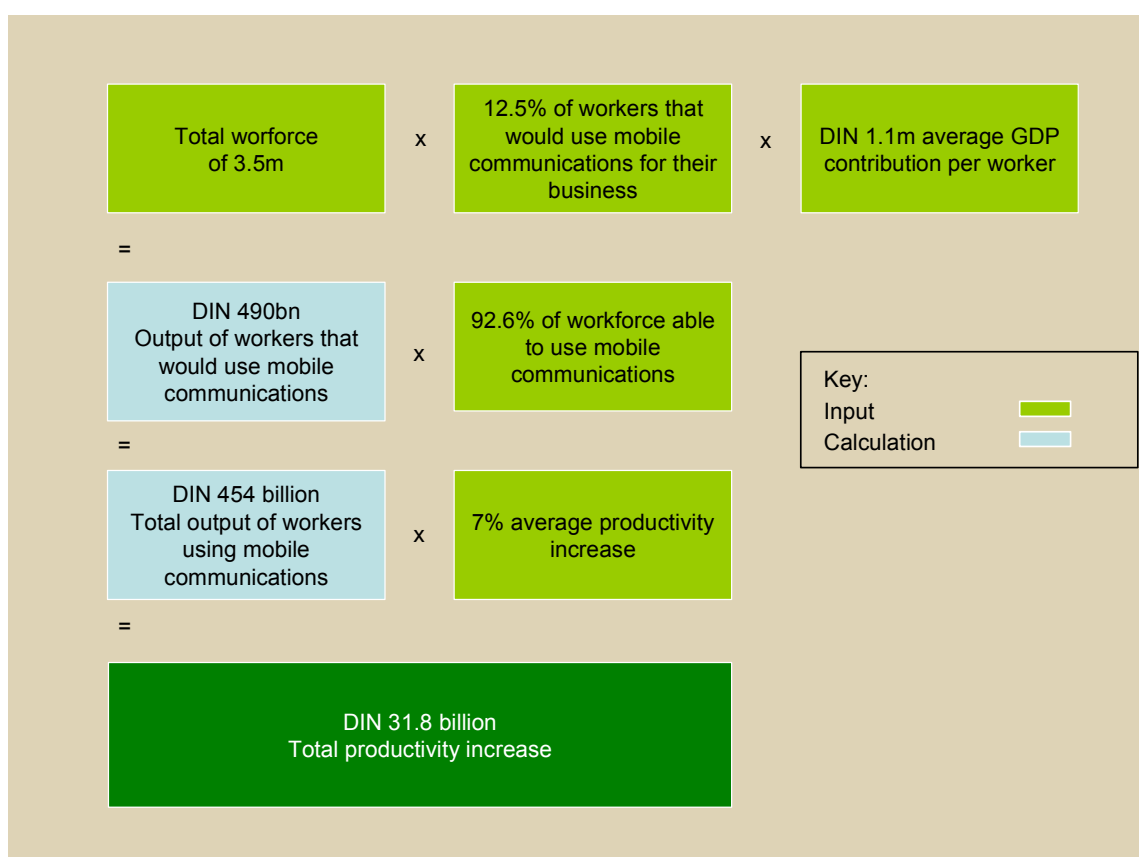 Total worforce
of 3.5m
x
12.5% of workers that
would use mobile
communications for their
business
x
DIN 1.1m average GDP
contribution per worker
=
DIN 490bn
Output of workers that
would use mobile
communications
x
92.6% of workforce able
to use mobile
communications
Key:
Input
Calculation
=
DIN 454 billion
Total output of workers
using mobile
communications
x
7% average productivity
increase
=
DIN 31.8 billion
Total productivity increase